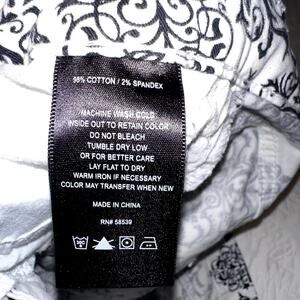 98% COTTON / 2% SPANDEX
MACHINE WASH COLD
INSIDE OUT TO RETAIN COLOR
DO NOT BLEACH
TUMBLE DRY LOW
OR FOR BETTER CARE
LAY FLAT TO DRY
WARM IRON IF NECESSARY
COLOR MAY TRANSFER WHEN NEW
MADE IN CHINA
RN# 58539